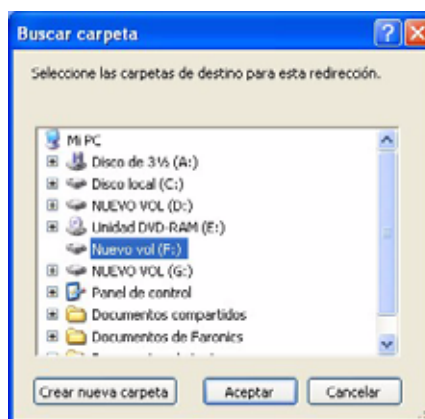 Buscar carpeta
Seleccione las carpetas de destino para esta redirección.
Mi PC
Disco de 3½ (A:)
Disco local (C:)
NUEVO VOL (D:)
Unidad DVD-RAM (E:)
Nuevo vol (F:)
NUEVO VOL (G:)
Panel de control
Documentos compartidos
Documentos de Faronics
Crear nueva carpeta
Aceptar
Cancelar